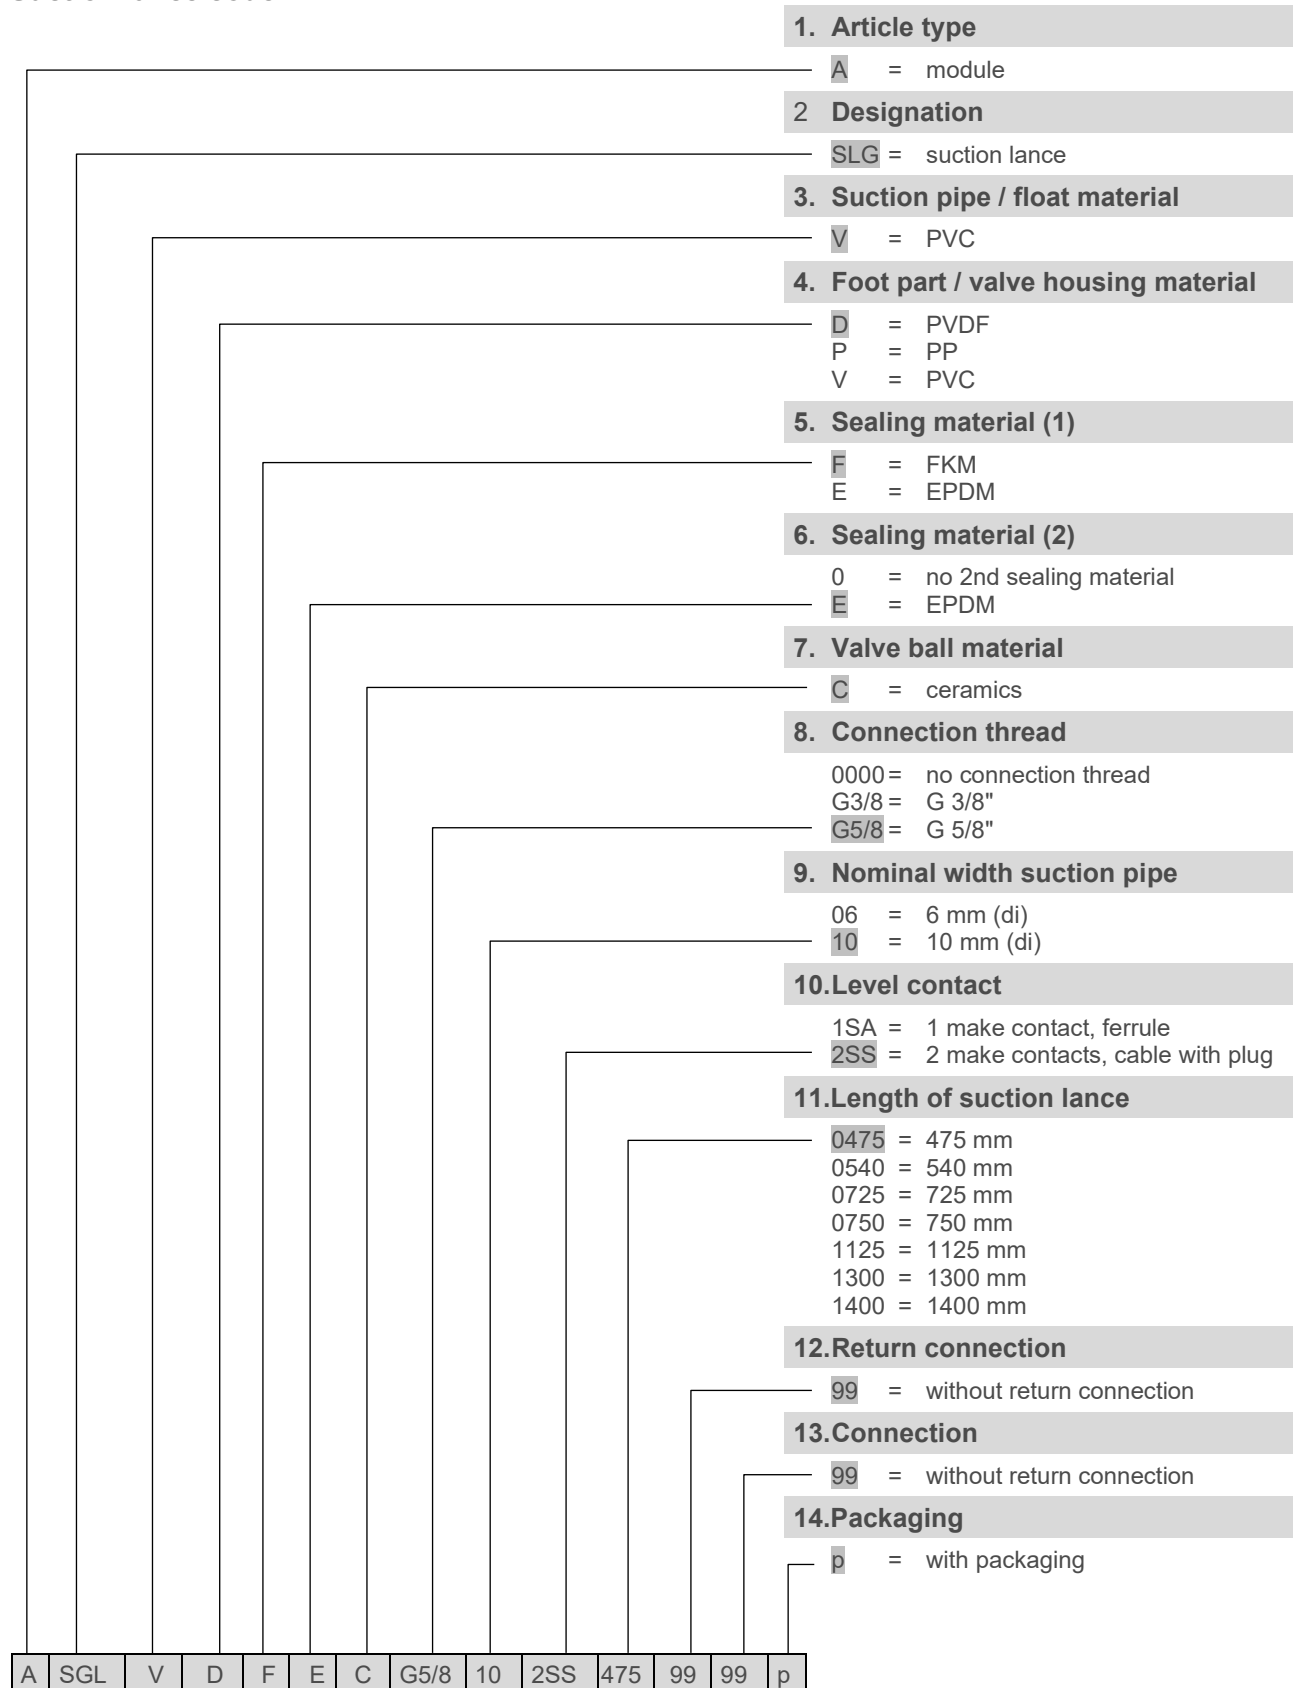 1. Article type
A = module
2 Designation
SLG = suction lance
3. Suction pipe / float material
V = PVC
4. Foot part / valve housing material
D = PVDF
P = PP
V = PVC
5. Sealing material (1)
F = FKM
E = EPDM
6. Sealing material (2)
0 = no 2nd sealing material
E = EPDM
7. Valve ball material
C = ceramics
8. Connection thread
0000 = no connection thread
G3/8 = G 3/8"
G5/8 = G 5/8"
9. Nominal width suction pipe
06 = 6 mm (di)
10 = 10 mm (di)
10.Level contact
1SA = 1 make contact, ferrule
2SS = 2 make contacts, cable with plug
11.Length of suction lance
0475 = 475 mm
0540 = 540 mm
0725 = 725 mm
0750 = 750 mm
1125 = 1125 mm
1300 = 1300 mm
1400 = 1400 mm
12.Return connection
99 = without return connection
13.Connection
99 = without return connection
14.Packaging
p = with packaging
A SGL V D F E C G5/8 10 2SS 475 99 99 p